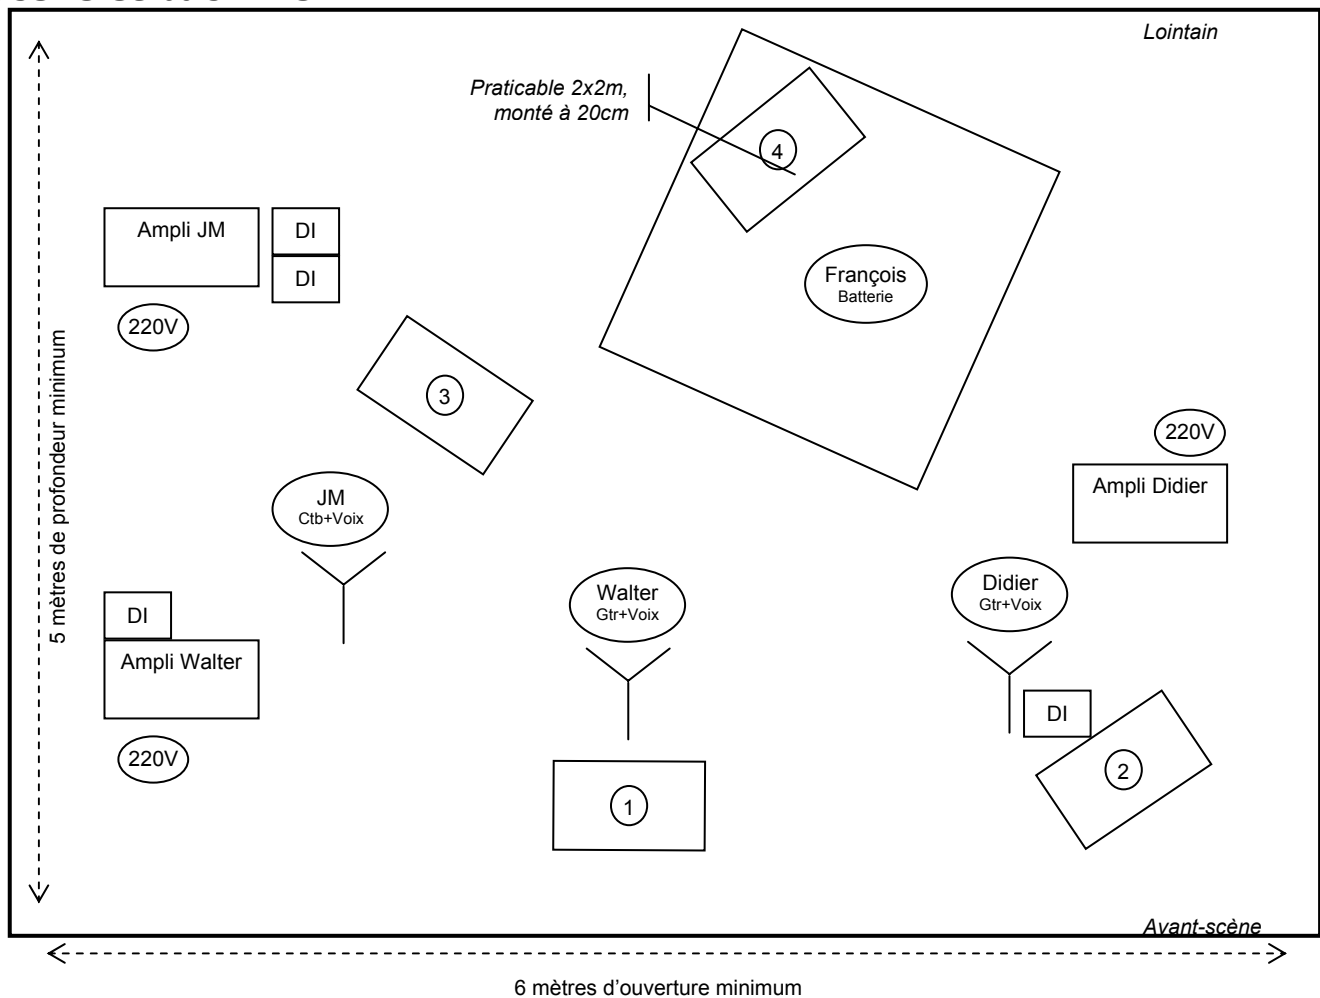 Lointain
Praticable 2x2m,
monté à 20cm
4
Ampli JM
DI
DI
François
Batterie
220V
3
220V
Ampli Didier
JM
Ctb+Voix
5 mètres de profondeur minimum
Walter
Gtr+Voix
Didier
Gtr+Voix
DI
Ampli Walter
DI
220V
2
1
Avant-scène
6 mètres d'ouverture minimum